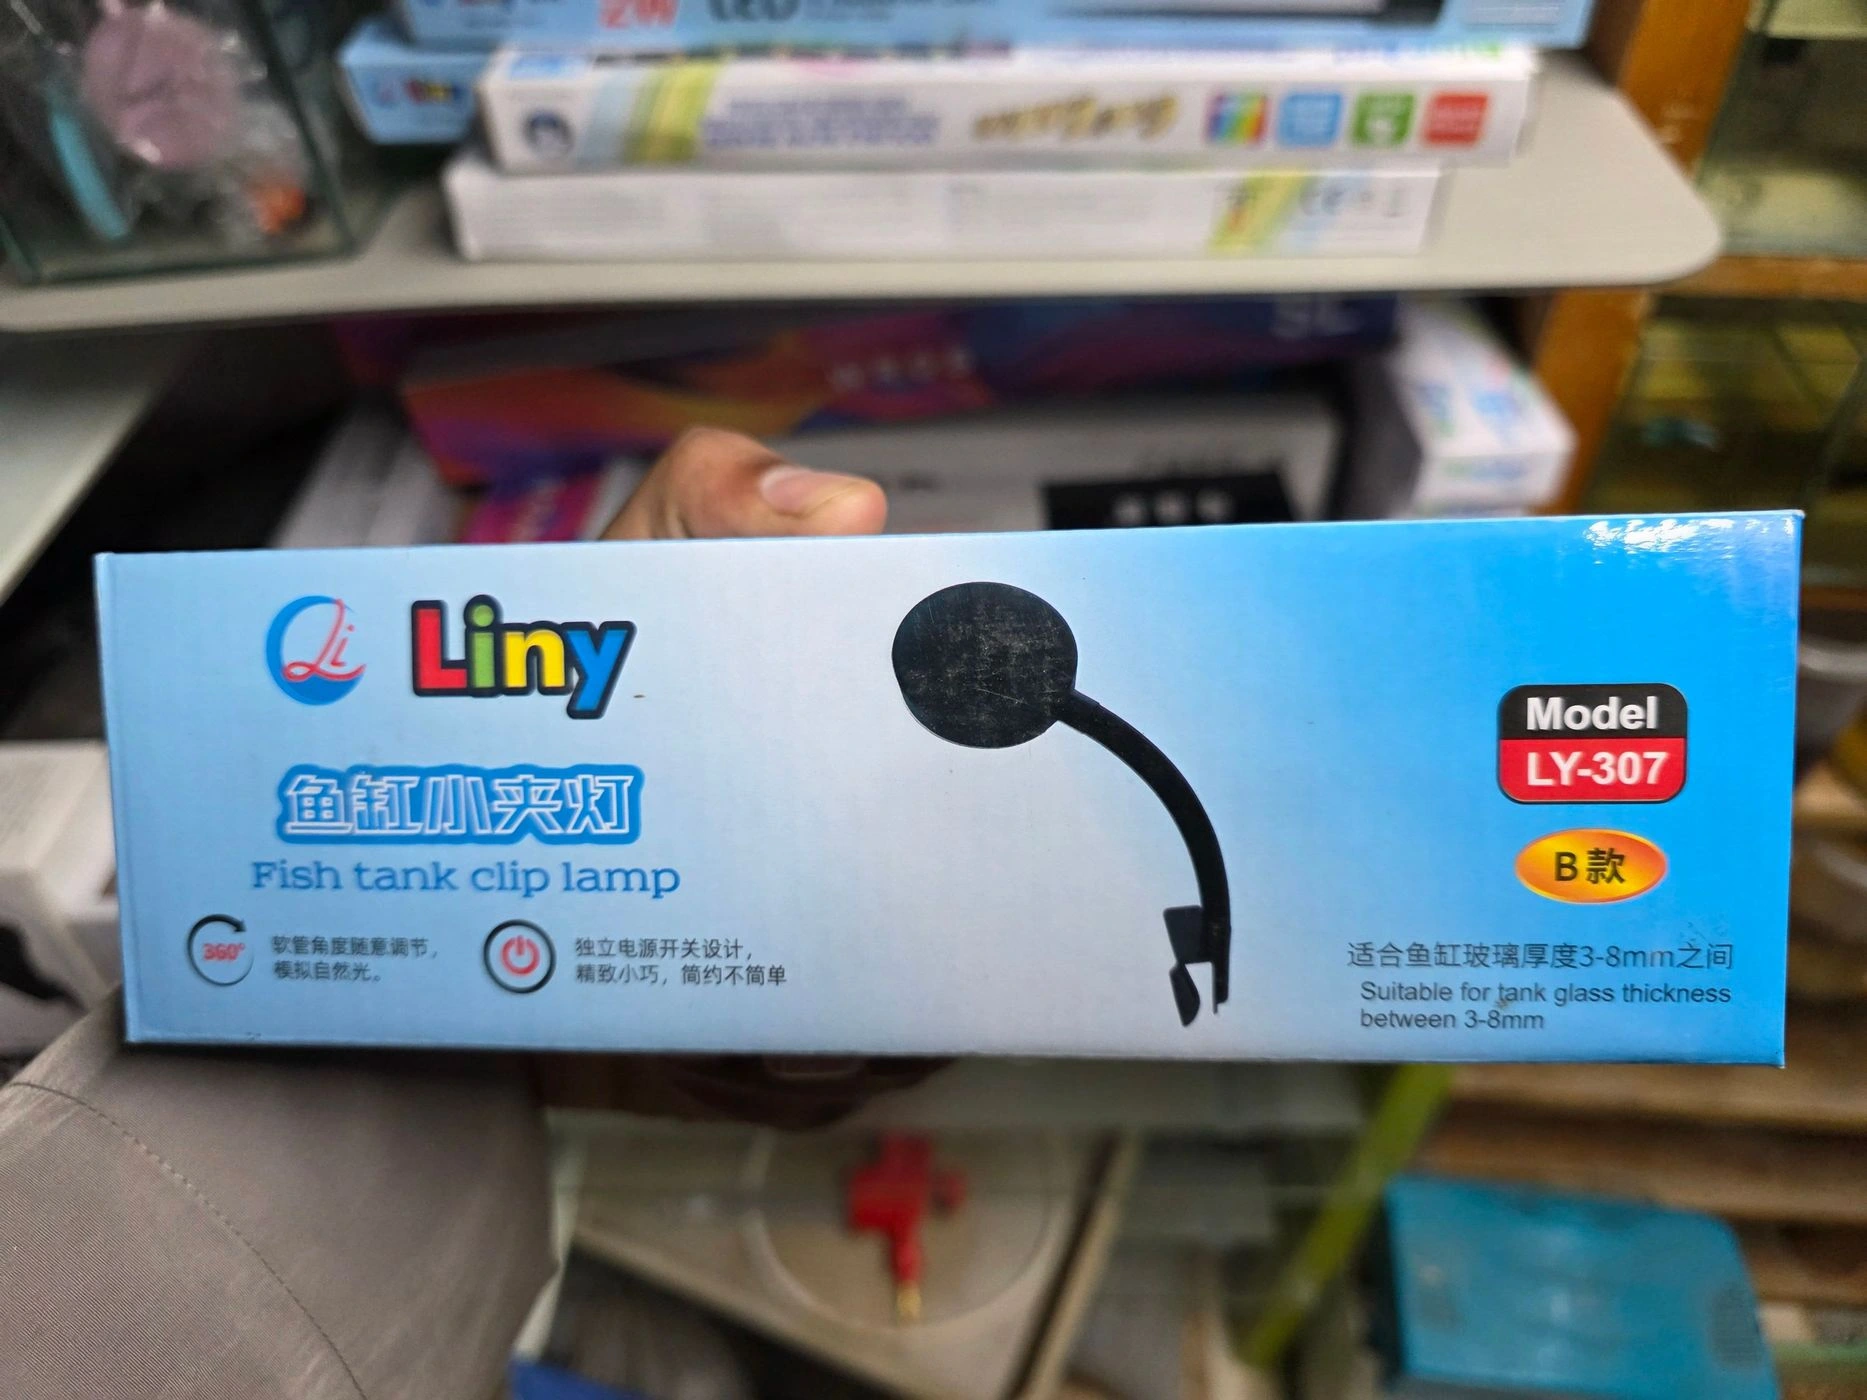 2W LED
Liny
Li
Liny
鱼缸小夹灯
Fish tank clip lamp
360°
软管角度随意调节，
模拟自然光。
独立电源开关设计，
精致小巧，简约不简单
Model
LY-307
B款
适合鱼缸玻璃厚度3-8mm之间
Suitable for tank glass thickness
between 3-8mm